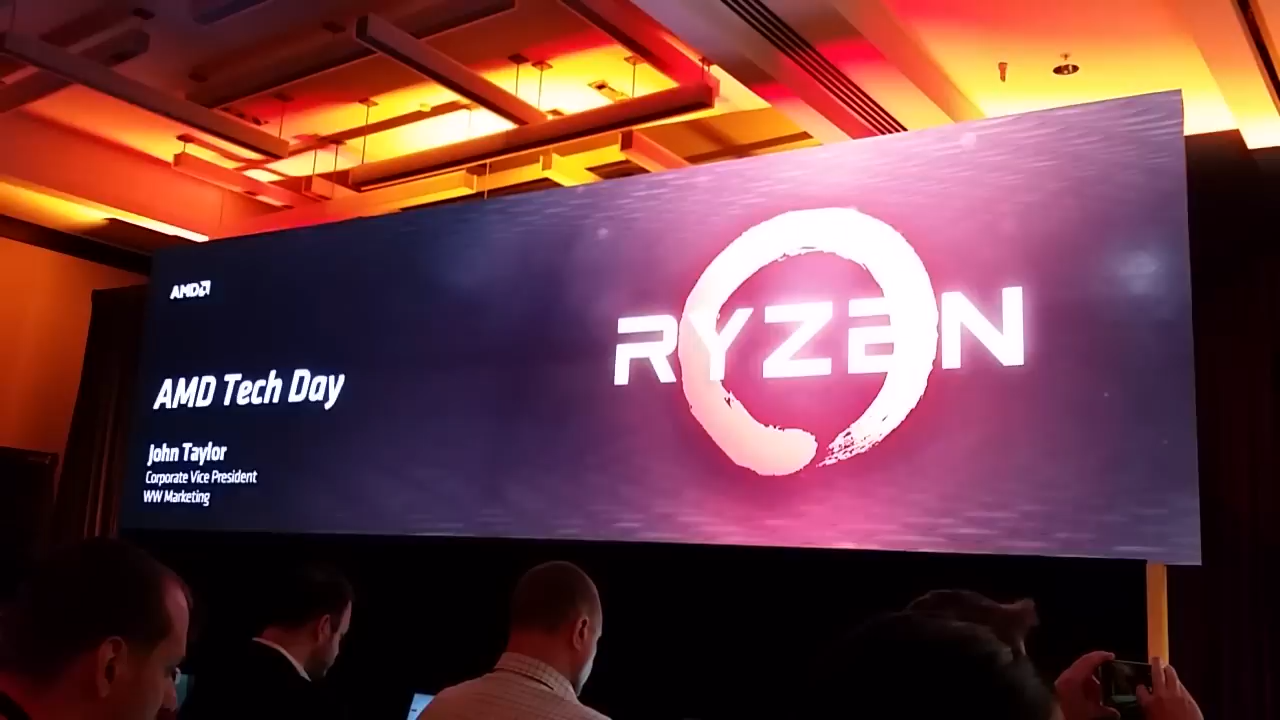 AMD
AMD Tech Day
John Taylor
Corporate Vice President
WW Marketing
RYZEN